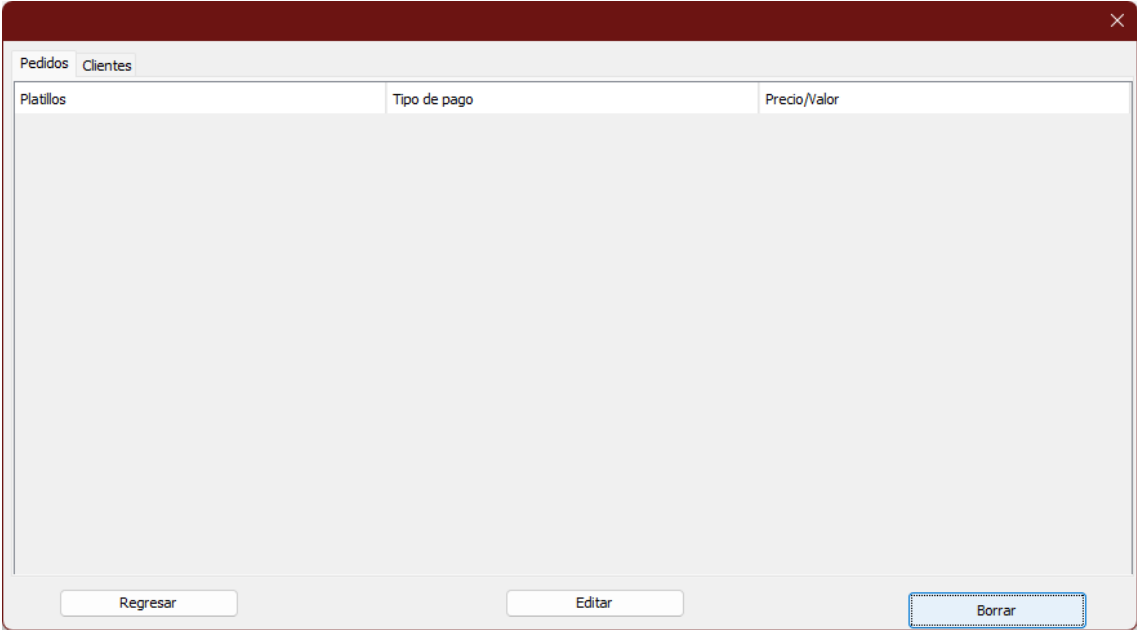 Pedidos Clientes
Platillos Tipo de pago Precio/Valor
Regresar Editar Borrar